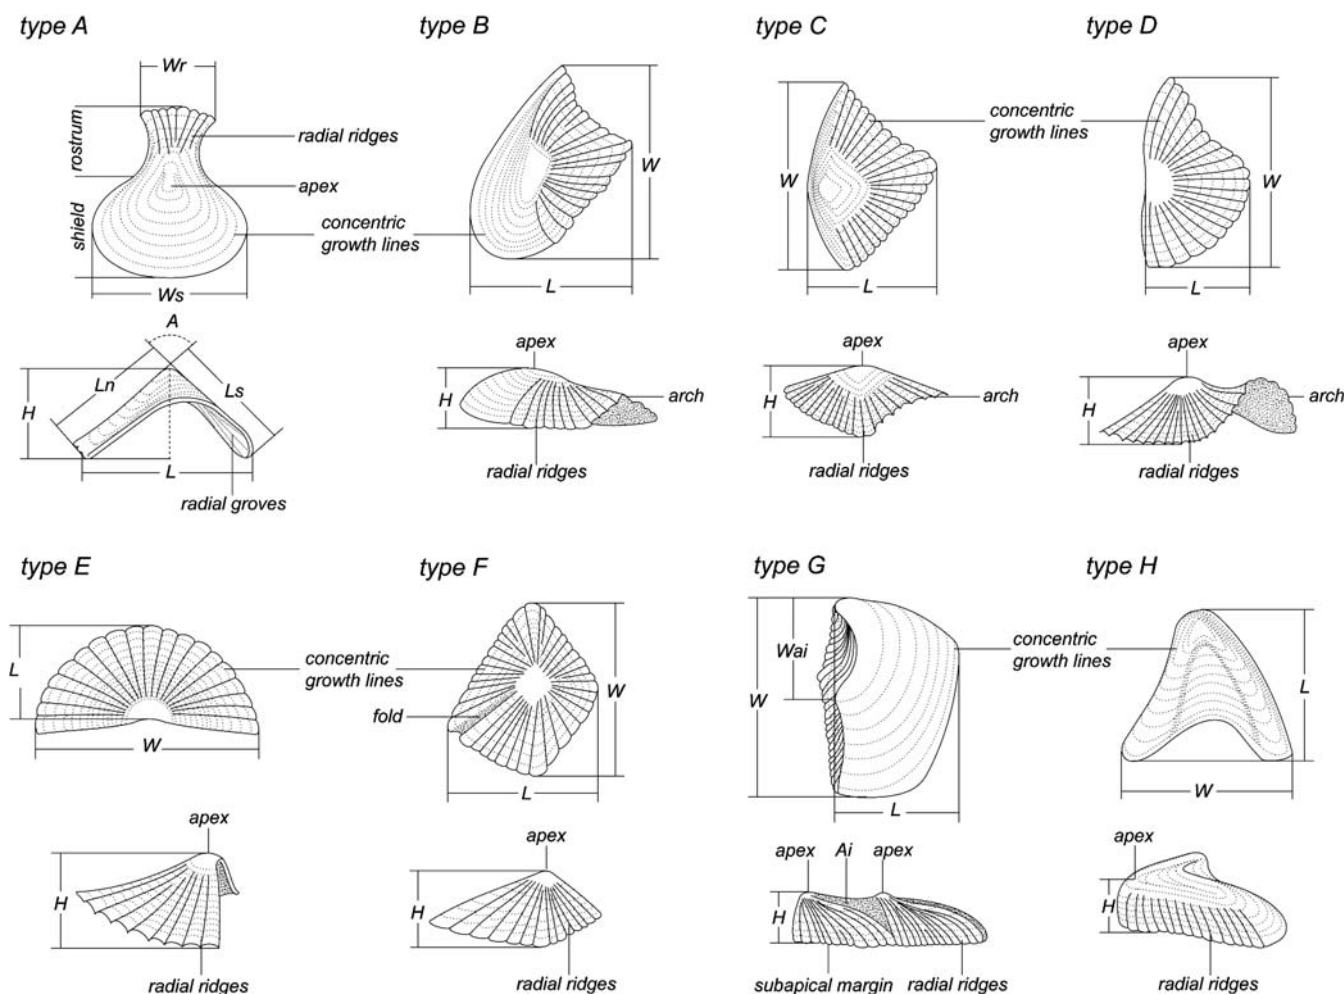 type A
type B
type C
type D
Wr
rostrum
radial ridges
apex
shield
concentric
growth lines
Ws
W
L
W
L
concentric
growth lines
W
L
A
Ln
Ls
H
L
radial groves
apex
H
arch
radial ridges
apex
H
arch
radial ridges
apex
H
arch
radial ridges
type E
type F
type G
type H
L
W
concentric
growth lines
fold
W
L
Wai
W
L
concentric
growth lines
L
W
apex
H
radial ridges
apex
H
radial ridges
apex
Ai
apex
H
subapical margin
radial ridges
apex
H
radial ridges